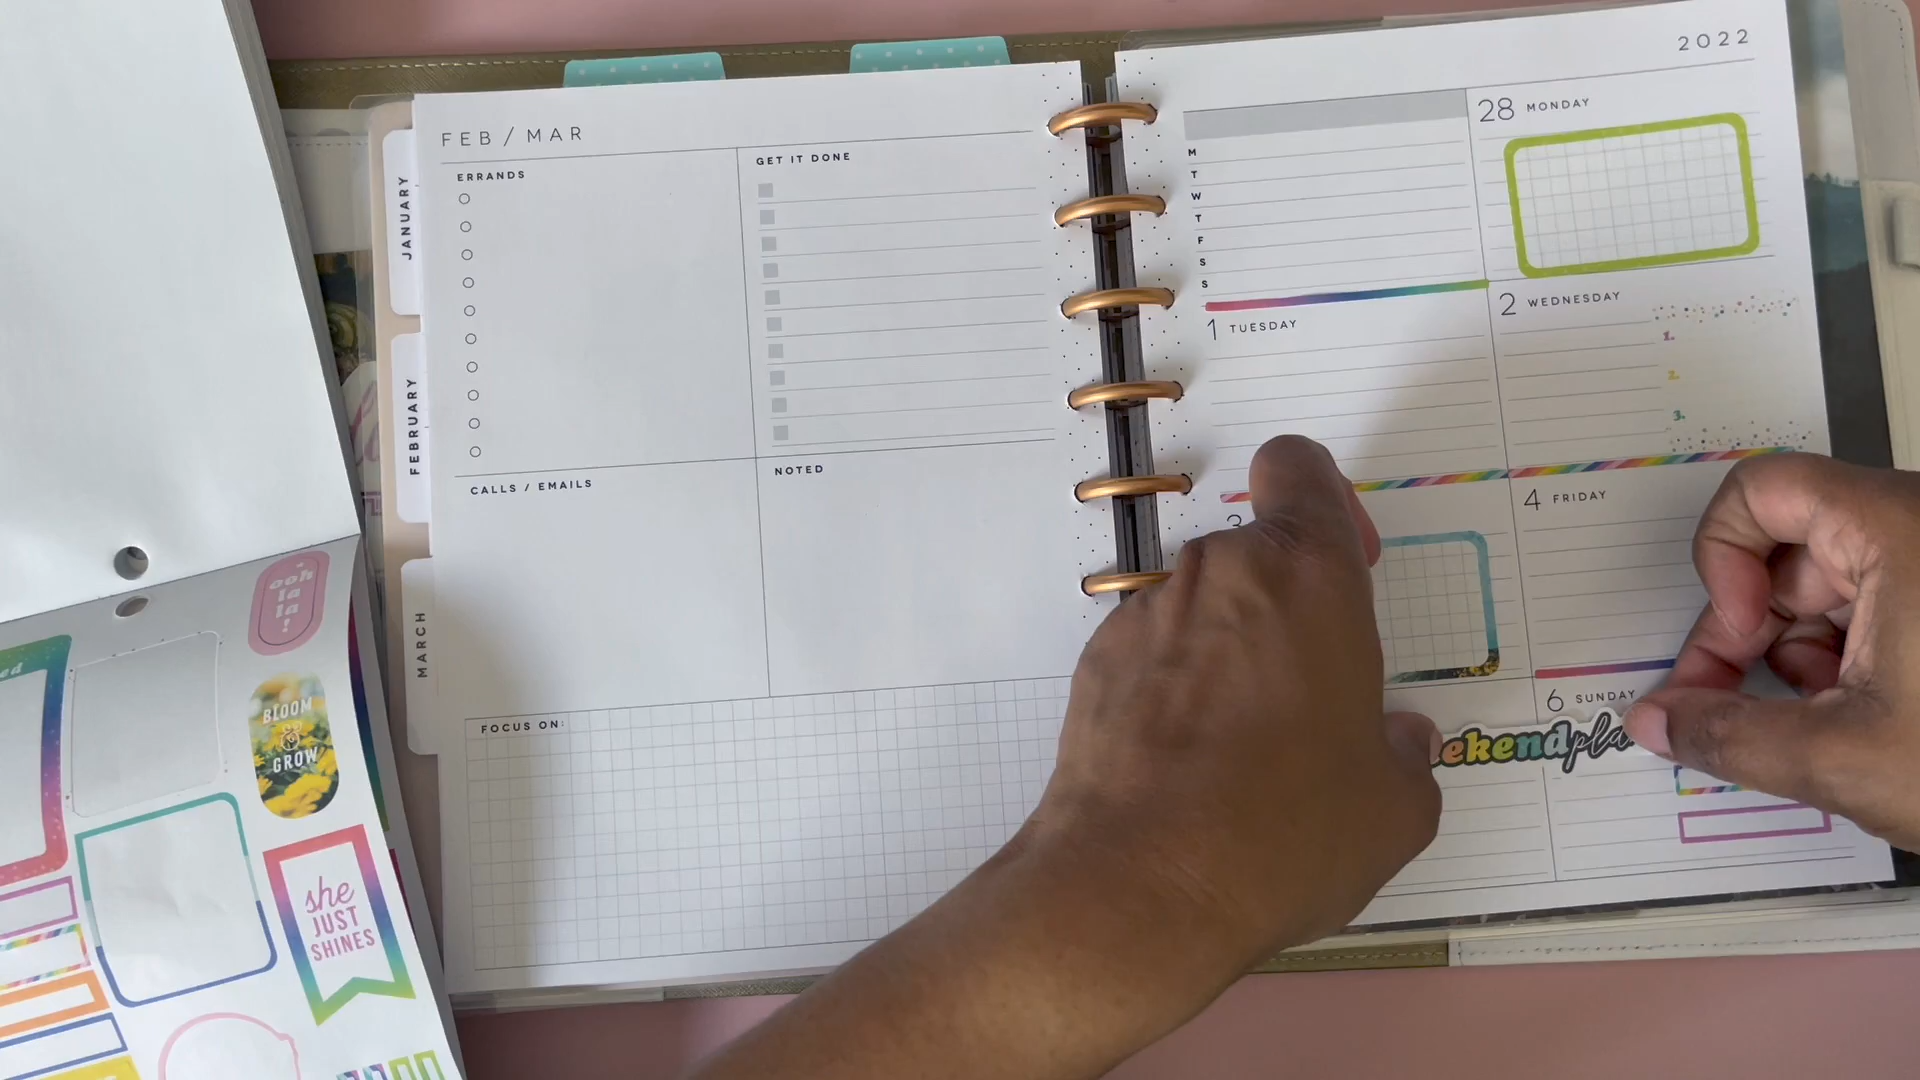 FEB / MAR
ERRANDS
GET IT DONE
CALLS / EMAILS
NOTED
FOCUS ON:
JANUARY
FEBRUARY
MARCH
2022
M
T
W
T
F
S
S
28 MONDAY
1 TUESDAY
2 WEDNESDAY
1.
2.
3.
3
4 FRIDAY
6 SUNDAY
ooh
la
la!
BLOOM
&
GROW
she
JUST
SHINES